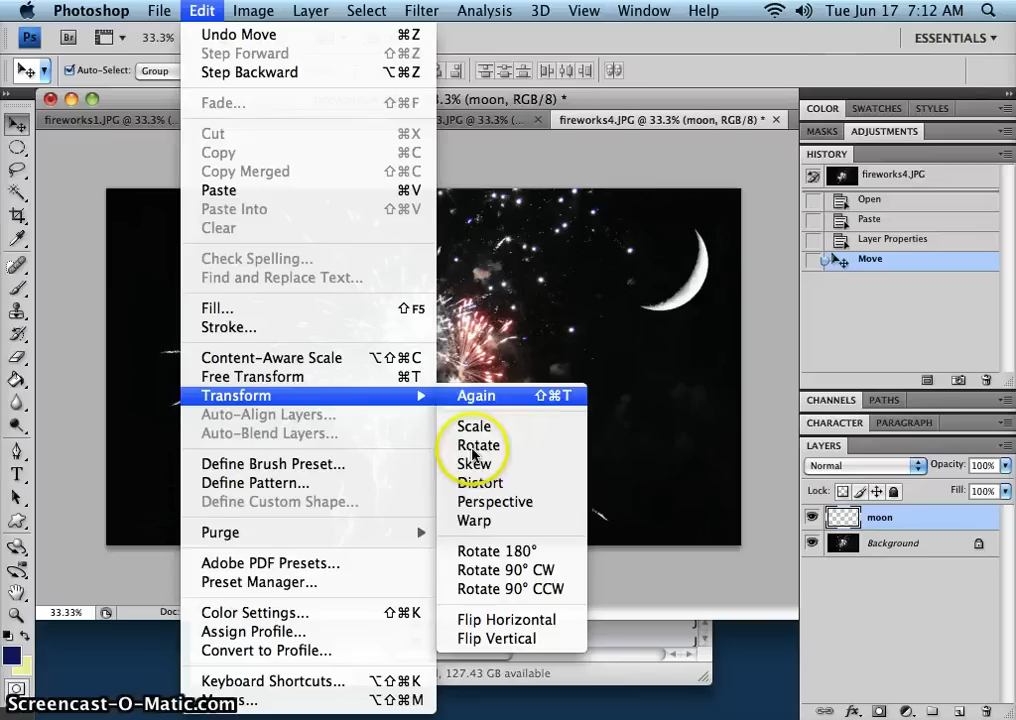 Photoshop File Edit Image Layer Select Filter Analysis 3D View Window Help Tue Jun 17 7:12 AM
Ps Br 33.3% ESSENTIALS
Auto-Select: Group
fireworks1.JPG @ 33.3% (...
.3% (moon, RGB/8) *
3.JPG @ 33.3% (...
fireworks4.JPG @ 33.3% (moon, RGB/8) *
Undo Move ⌘Z
Step Forward ⇧⌘Z
Step Backward ⌥⌘Z
Fade... ⇧⌘F
Cut ⌘X
Copy ⌘C
Copy Merged ⇧⌘C
Paste ⌘V
Paste Into ⇧⌘V
Clear
Check Spelling...
Find and Replace Text...
Fill... ⇧F5
Stroke...
Content-Aware Scale ⌥⇧⌘C
Free Transform ⌘T
Transform
Auto-Align Layers...
Auto-Blend Layers...
Define Brush Preset...
Define Pattern...
Define Custom Shape...
Purge
Adobe PDF Presets...
Preset Manager...
Color Settings... ⇧⌘K
Assign Profile...
Convert to Profile...
Keyboard Shortcuts... ⌥⇧⌘K
⌥⇧⌘M
Again ⇧⌘T
Scale
Rotate
Skew
Distort
Perspective
Warp
Rotate 180°
Rotate 90° CW
Rotate 90° CCW
Flip Horizontal
Flip Vertical
33.33% Doc:
, 127.43 GB available
COLOR SWATCHES STYLES
MASKS ADJUSTMENTS
HISTORY
fireworks4.JPG
Open
Paste
Layer Properties
Move
CHANNELS PATHS
CHARACTER PARAGRAPH
LAYERS
Normal Opacity: 100%
Lock: Fill: 100%
moon
Background
fx
Screencast-O-Matic.com